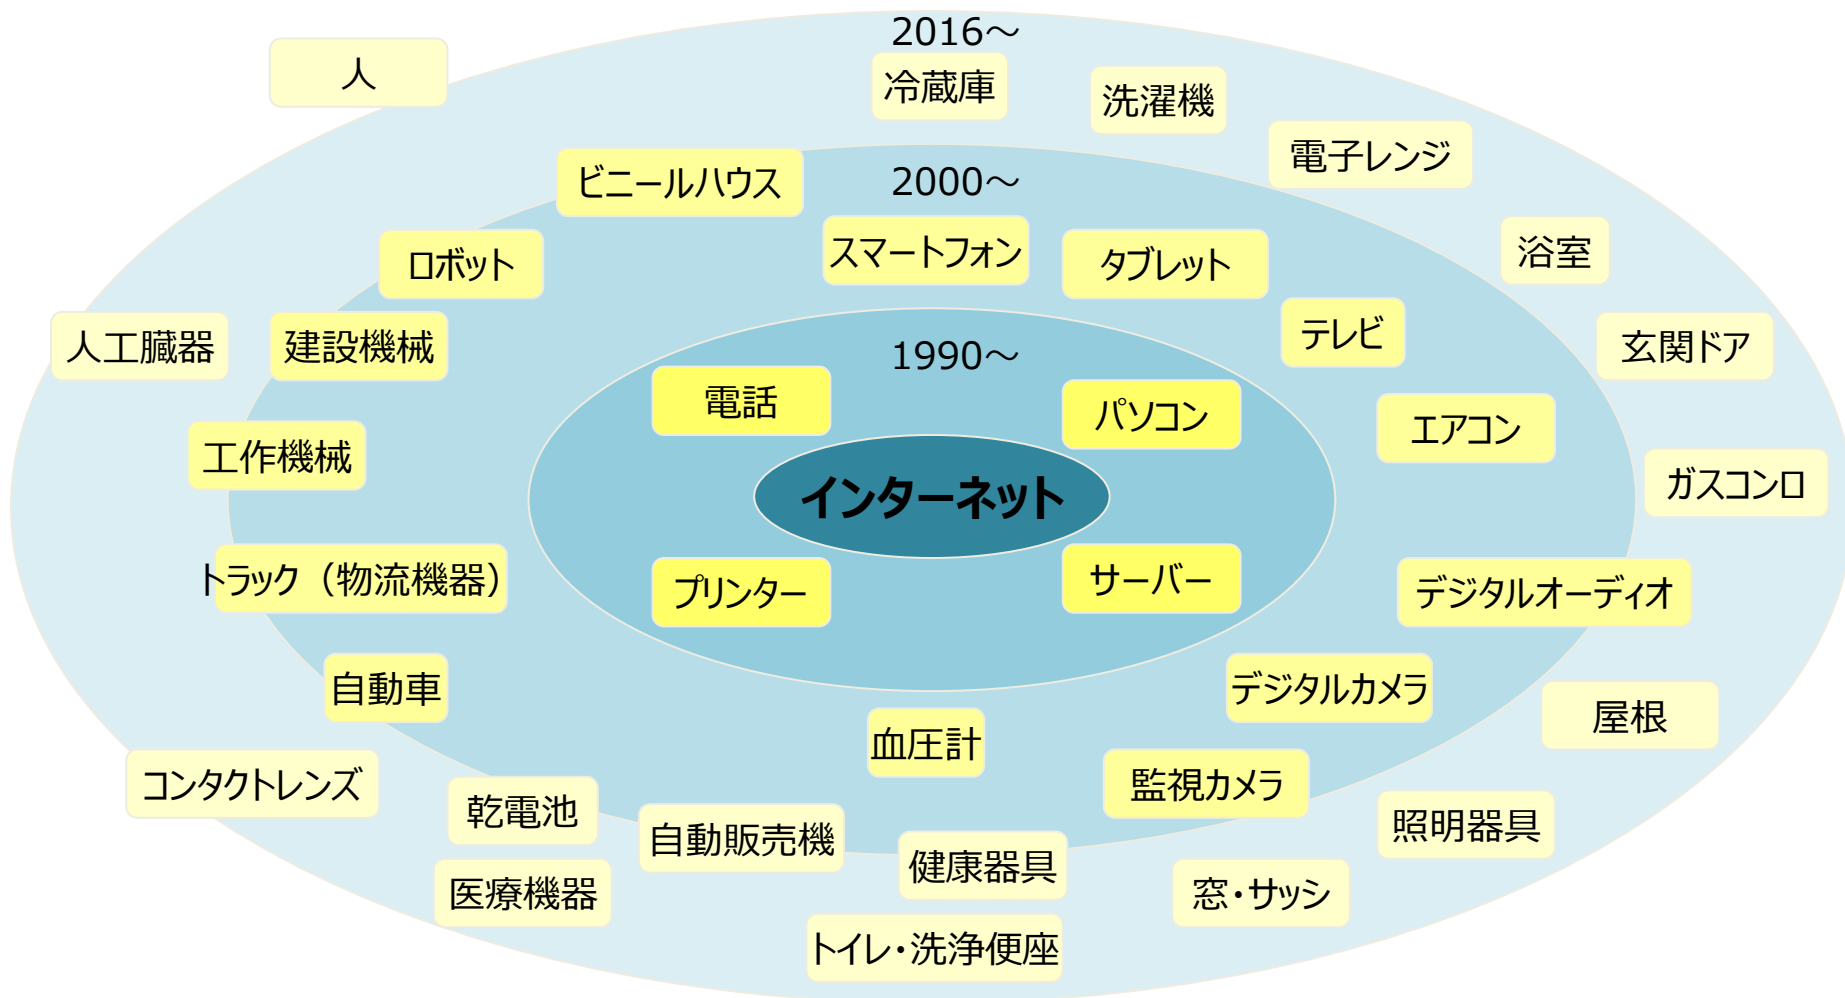 2016～
人
冷蔵庫
洗濯機
電子レンジ
ビニールハウス
2000～
ロボット
スマートフォン
タブレット
浴室
人工臓器
建設機械
テレビ
玄関ドア
1990～
電話
パソコン
エアコン
工作機械
インターネット
ガスコンロ
トラック（物流機器）
プリンター
サーバー
デジタルオーディオ
自動車
デジタルカメラ
屋根
血圧計
コンタクトレンズ
監視カメラ
乾電池
自動販売機
照明器具
健康器具
医療機器
窓・サッシ
トイレ・洗浄便座